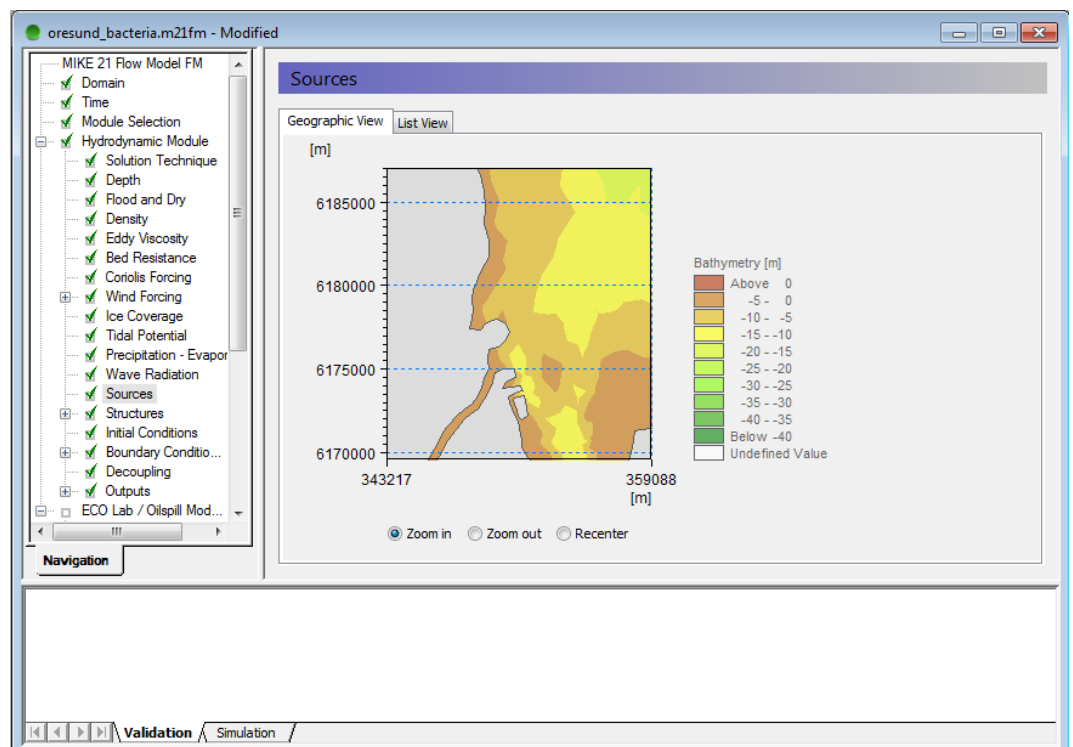 oresund_bacteria.m21fm - Modified
MIKE 21 Flow Model FM
Domain
Time
Module Selection
Hydrodynamic Module
Solution Technique
Depth
Flood and Dry
Density
Eddy Viscosity
Bed Resistance
Coriolis Forcing
Wind Forcing
Ice Coverage
Tidal Potential
Precipitation - Evapor
Wave Radiation
Sources
Structures
Initial Conditions
Boundary Conditio...
Decoupling
Outputs
ECO Lab / Oilspill Mod...
Navigation
Sources
Geographic View List View
[m]
6185000
6180000
6175000
6170000
343217 359088
[m]
Bathymetry [m]
Above 0
-5 - 0
-10 - -5
-15 - -10
-20 - -15
-25 - -20
-30 - -25
-35 - -30
-40 - -35
Below -40
Undefined Value
Zoom in Zoom out Recenter
Validation Simulation